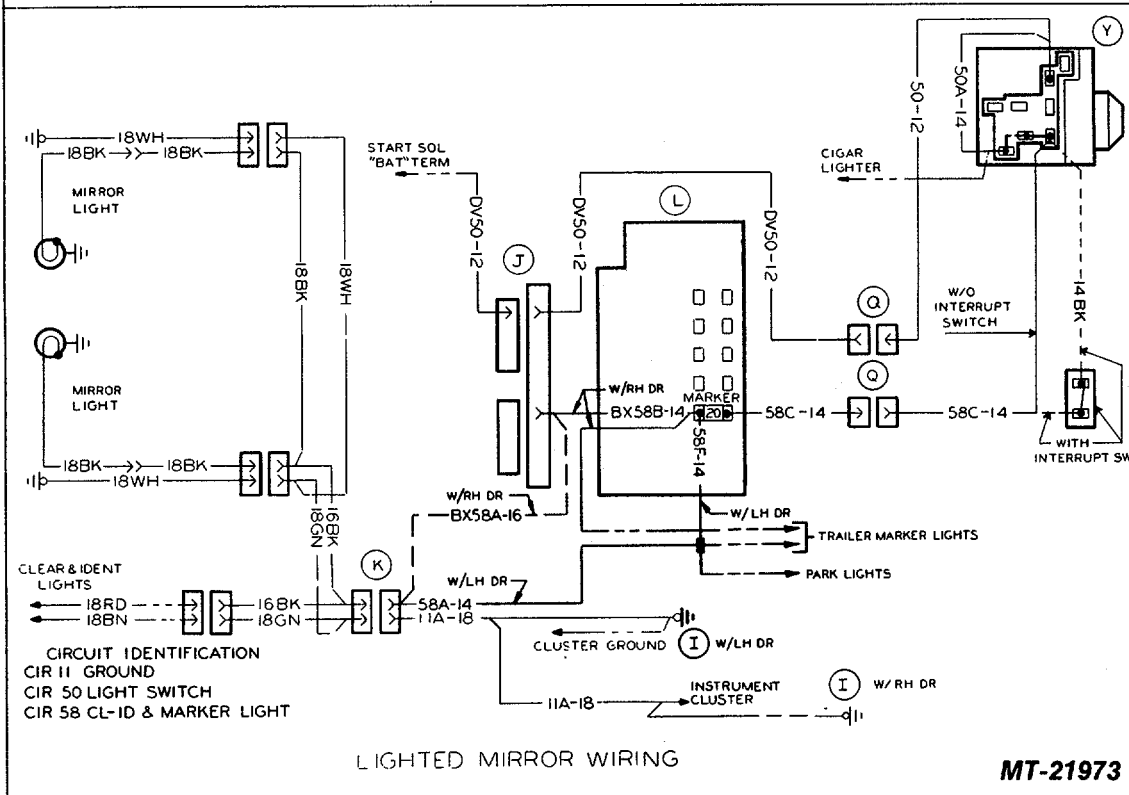 Y
50-12
50A-14
CIGAR
LIGHTER
18WH
18BK
18BK
MIRROR
LIGHT
START SOL
"BAT" TERM
DV50-12
DV50-12
DV50-12
L
J
18BK
18WH
W/O
INTERRUPT
SWITCH
14BK
Q
Q
MIRROR
LIGHT
W/RH DR
MARKER
BX58B-14
20
58C-14
58C-14
58F-14
WITH
INTERRUPT SW
18BK
18BK
18WH
W/RH DR
BX58A-16
W/LH DR
TRAILER MARKER LIGHTS
16BK
18GN
K
CLEAR & IDENT
LIGHTS
W/LH DR
PARK LIGHTS
18RD
16BK
58A-14
18BN
18GN
11A-18
CLUSTER GROUND
I
W/LH DR
CIRCUIT IDENTIFICATION
CIR 11 GROUND
CIR 50 LIGHT SWITCH
CIR 58 CL-ID & MARKER LIGHT
11A-18
INSTRUMENT
CLUSTER
I
W/RH DR
LIGHTED MIRROR WIRING
MT-21973